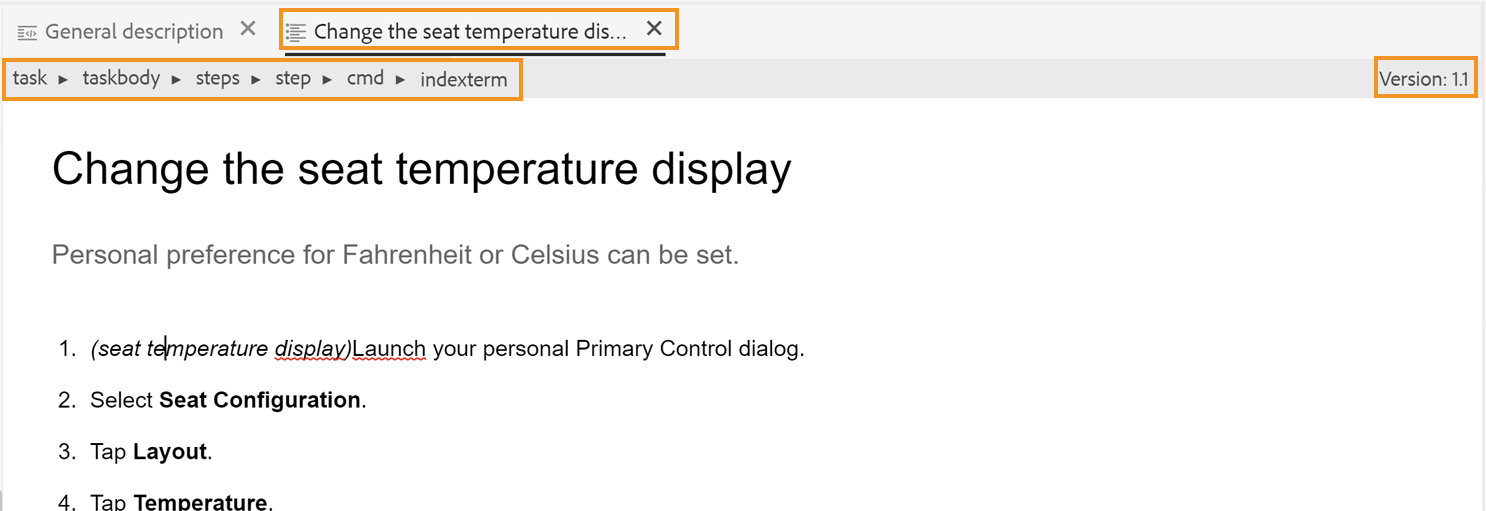 General description
Change the seat temperature dis...
task ▸ taskbody ▸ steps ▸ step ▸ cmd ▸ indexterm
Version: 1.1
Change the seat temperature display
Personal preference for Fahrenheit or Celsius can be set.
1. (seat temperature display)Launch your personal Primary Control dialog.
2. Select Seat Configuration.
3. Tap Layout.
4. Tap Temperature.